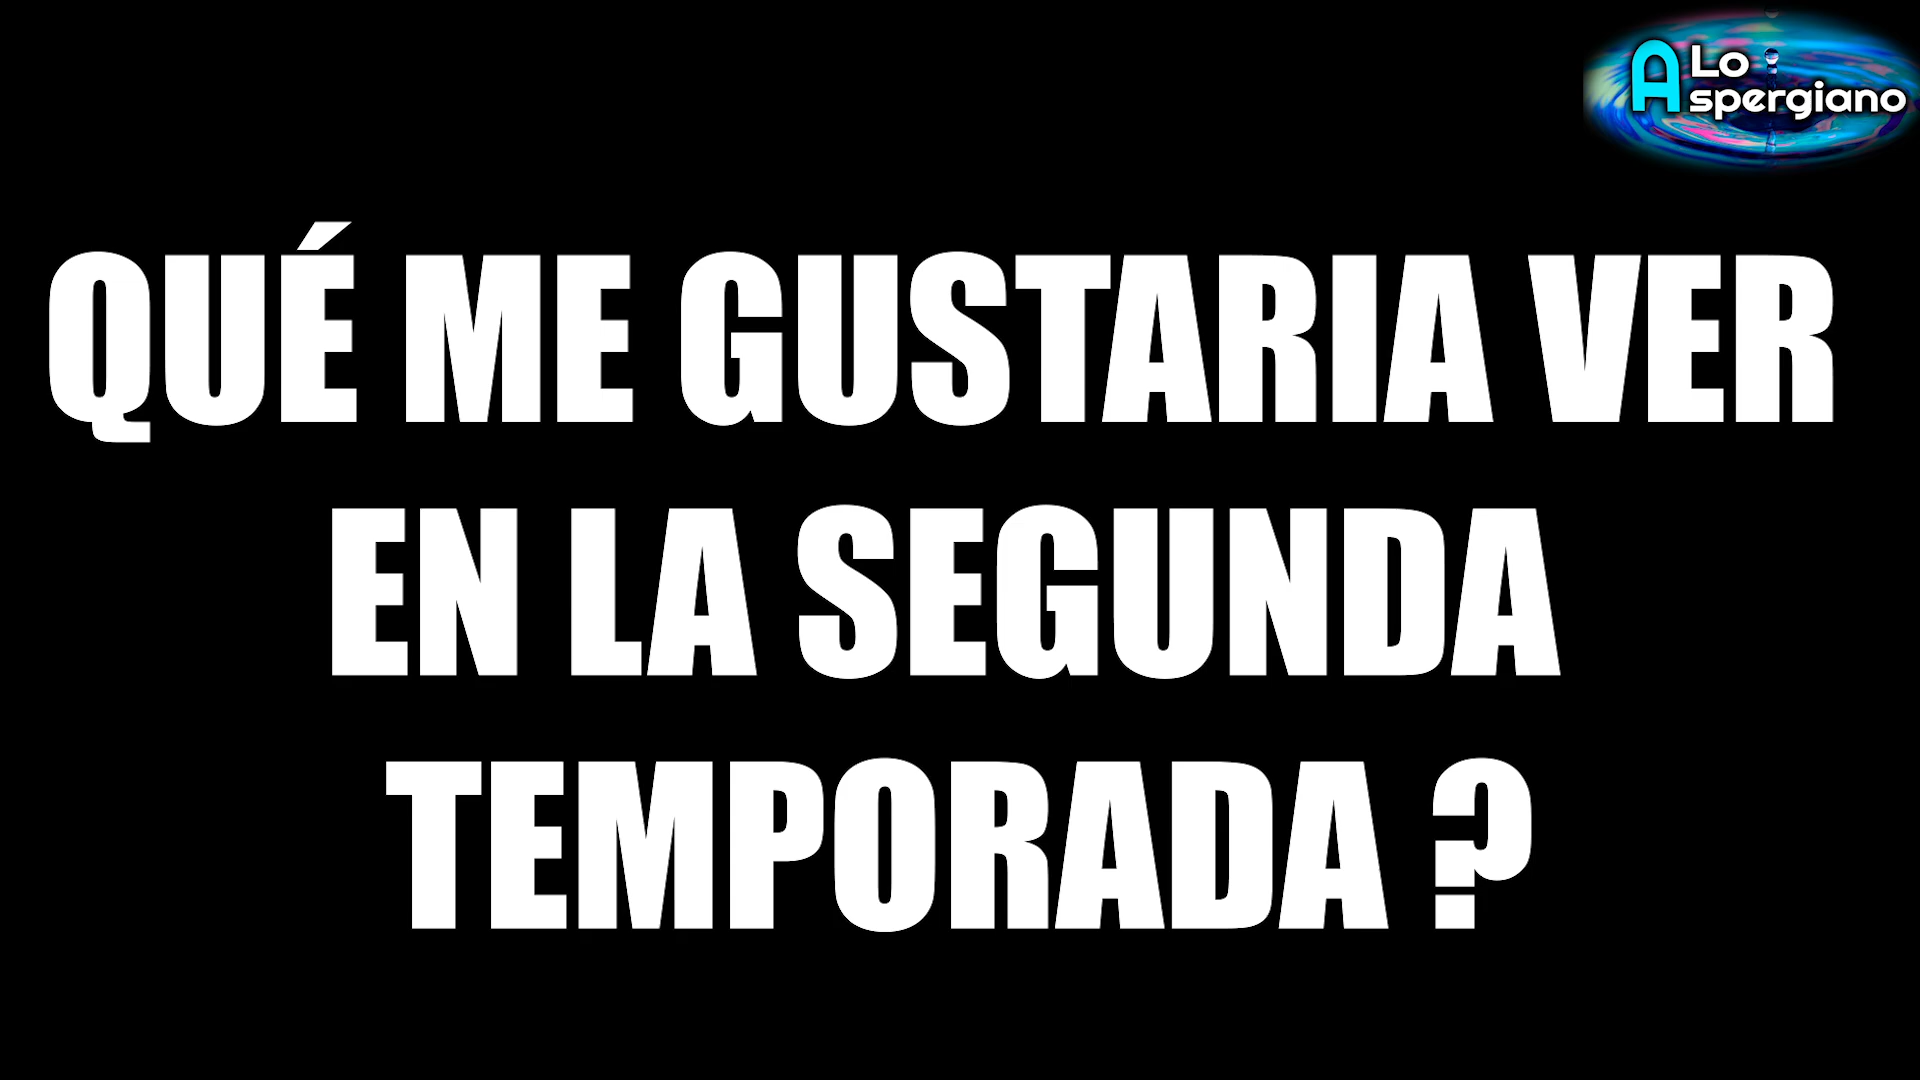 A Lo
spergiano
QUÉ ME GUSTARIA VER
EN LA SEGUNDA
TEMPORADA ?